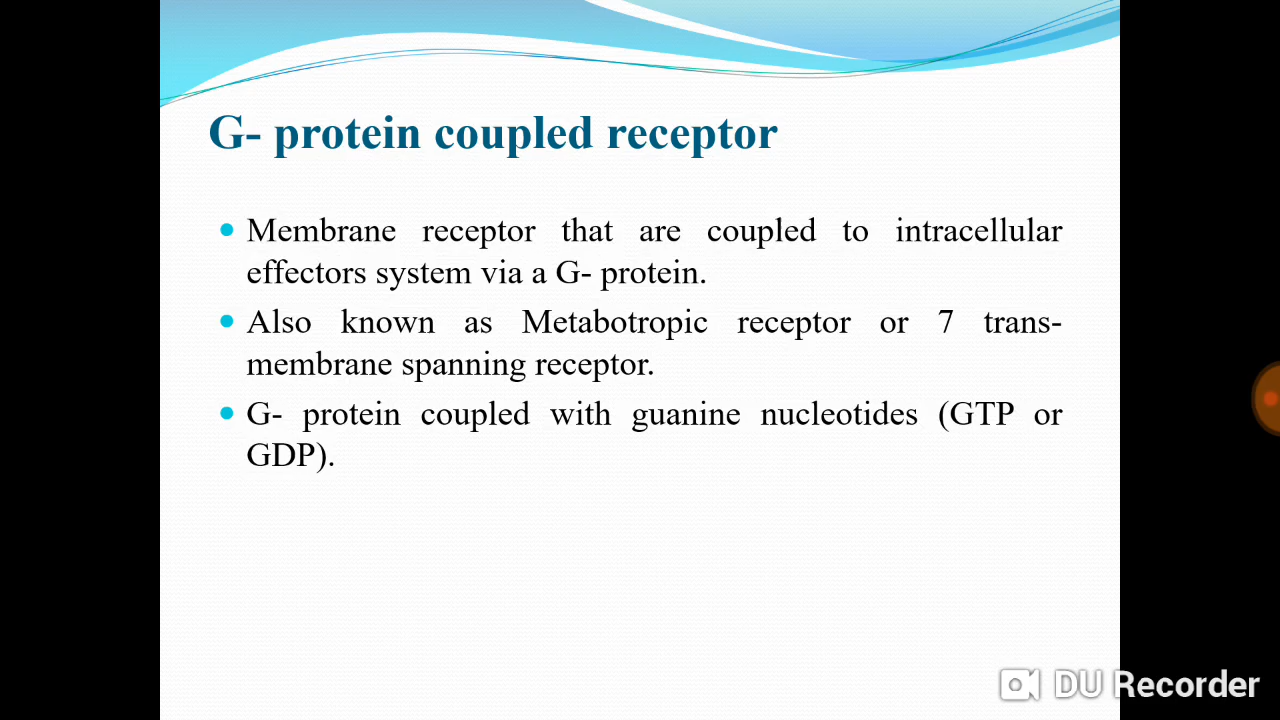 G- protein coupled receptor
Membrane receptor that are coupled to intracellular
effectors system via a G- protein.
Also known as Metabotropic receptor or 7 trans-
membrane spanning receptor.
G- protein coupled with guanine nucleotides (GTP or
GDP).
DU Recorder